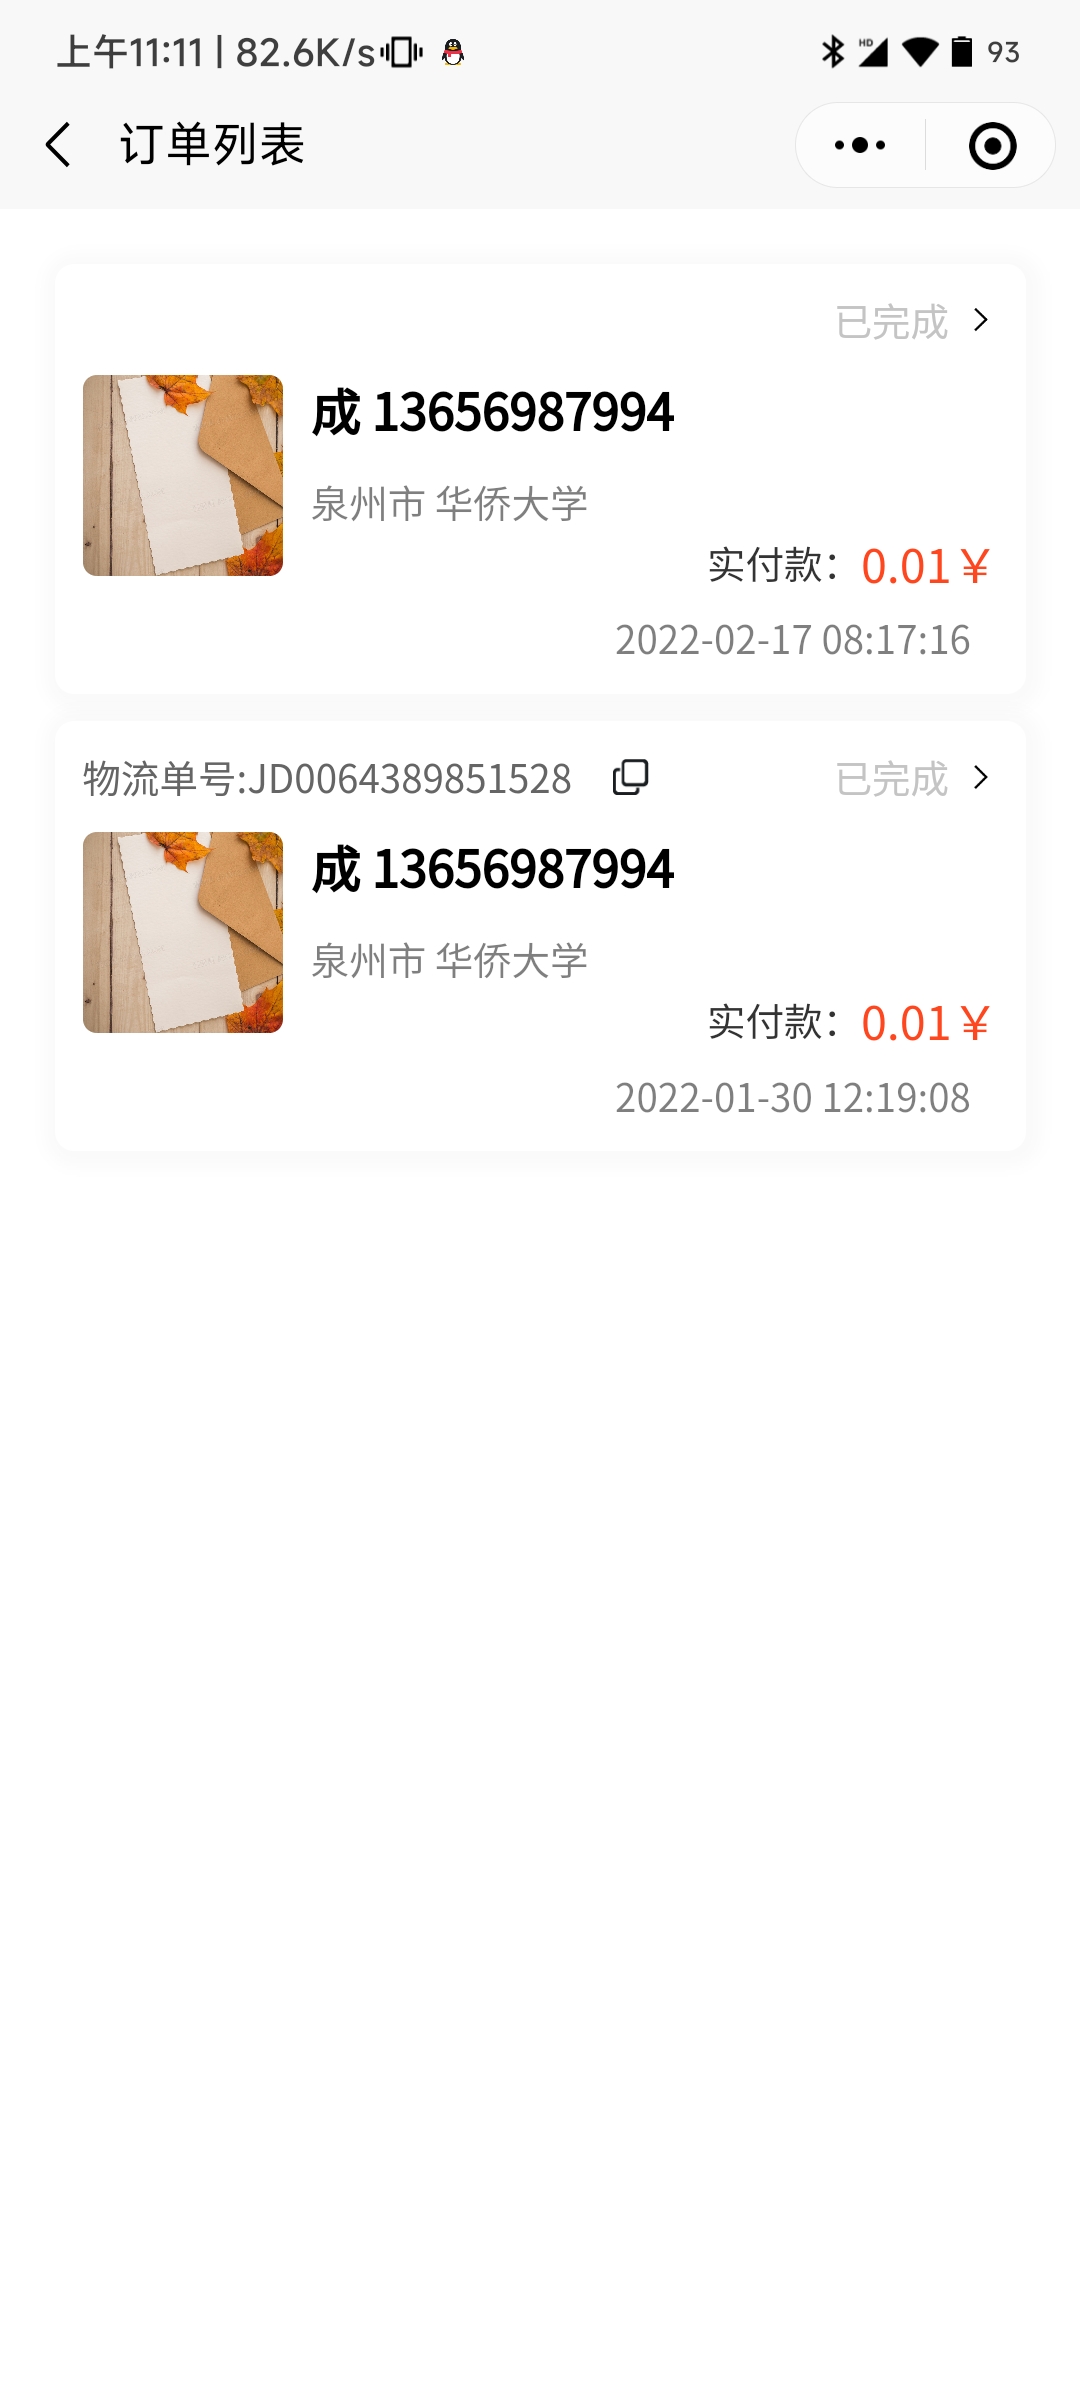 上午11:11 | 82.6K/s
HD
93
订单列表
已完成
成 13656987994
泉州市 华侨大学
实付款：0.01￥
2022-02-17 08:17:16
物流单号:JD0064389851528
已完成
成 13656987994
泉州市 华侨大学
实付款：0.01￥
2022-01-30 12:19:08